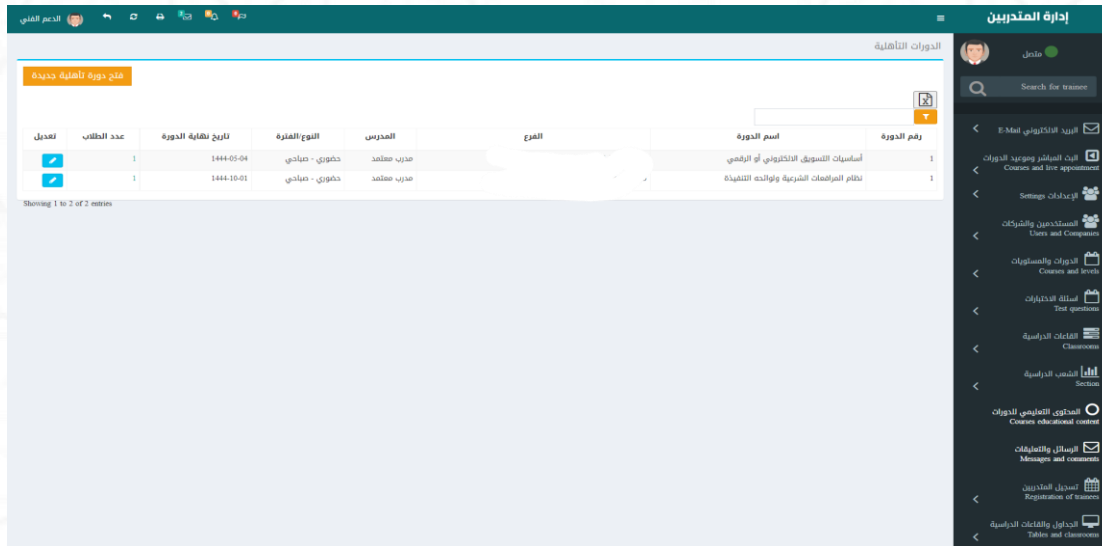 إدارة المتدربين
الدعم الفني
متصل
Search for trainee
البريد الالكتروني E-Mail
البث المباشر وموعيد الدورات
Courses and live appointment
الإعدادات Settings
المستخدمين والشركات
Users and Companies
الدورات والمستويات
Courses and levels
اسئلة الاختبارات
Test questions
القاعات الدراسية
Classrooms
الشعب الدراسية
Section
المحتوى التعليمي للدورات
Courses educational content
الرسائل والتعليقات
Messages and comments
تسجيل المتدربين
Registration of trainees
الجداول والقاعات الدراسية
Tables and classrooms
الدورات التأهلية
فتح دورة تأهلية جديدة
رقم الدورة اسم الدورة الفرع المدرس النوع/الفترة تاريخ نهاية الدورة عدد الطلاب تعديل
1 أساسيات التسويق الالكتروني أو الرقمي مدرب معتمد حضوري - صباحي 1444-05-04 1
1 نظام المرافعات الشرعية ولوائحه التنفيذة مدرب معتمد حضوري - صباحي 1444-10-01 1
Showing 1 to 2 of 2 entries